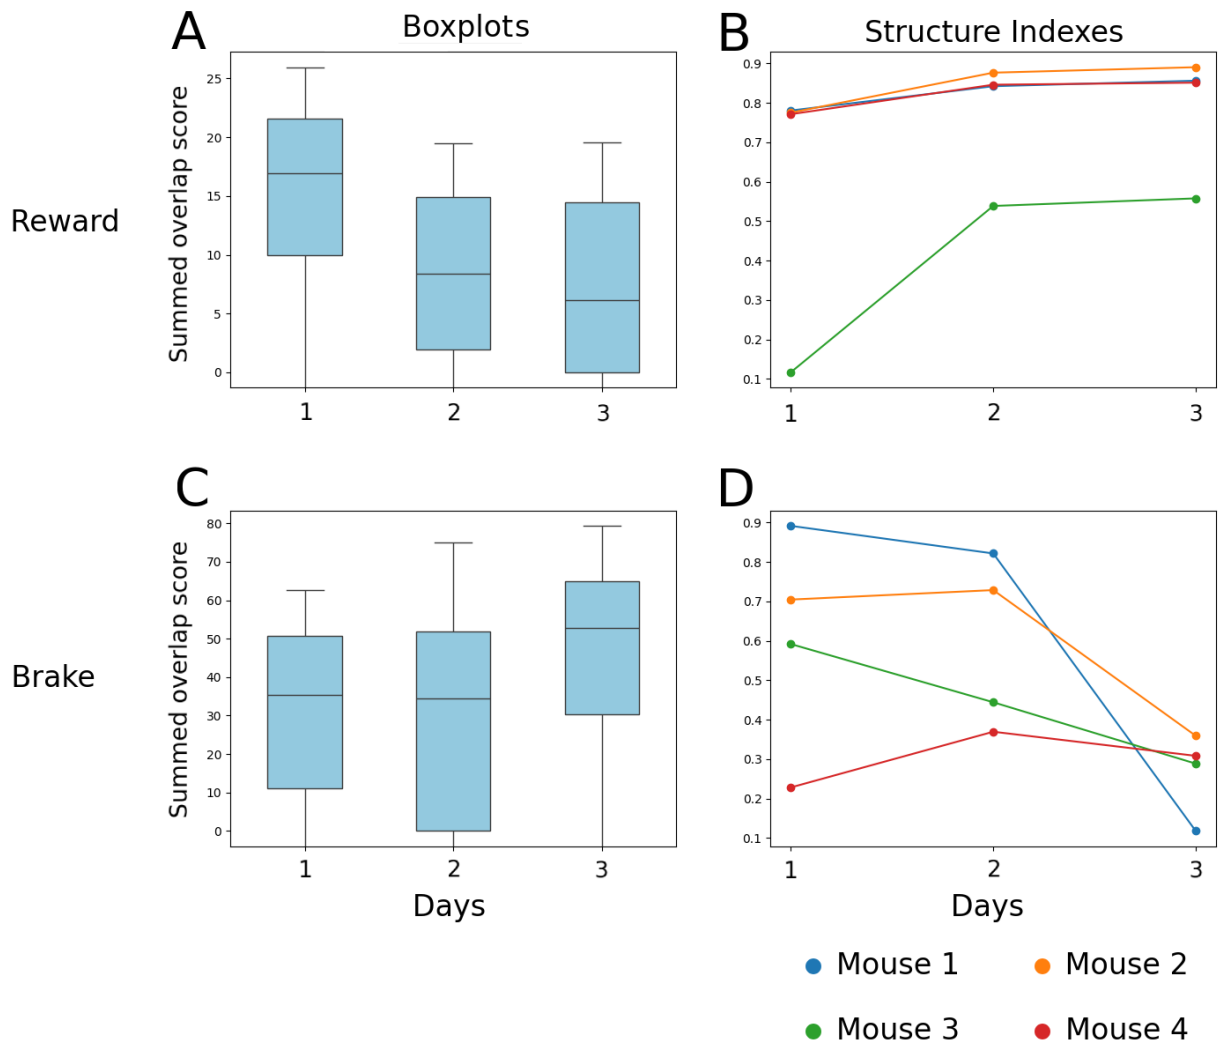 A
Boxplots
B
Structure Indexes
Reward
Summed overlap score
25
20
15
10
5
0
1 2 3
0.9
0.8
0.7
0.6
0.5
0.4
0.3
0.2
0.1
1 2 3
C
D
Brake
Summed overlap score
80
70
60
50
40
30
20
10
0
1 2 3
Days
0.9
0.8
0.7
0.6
0.5
0.4
0.3
0.2
0.1
1 2 3
Days
Mouse 1 Mouse 2
Mouse 3 Mouse 4